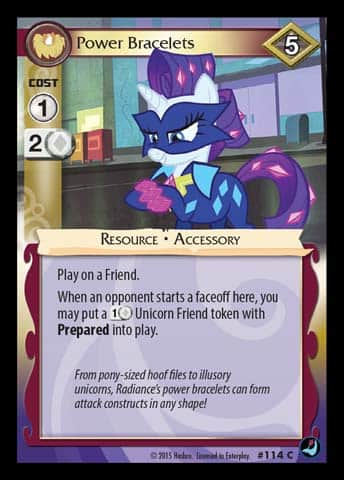 Power Bracelets
5
COST
1
2
RESOURCE • ACCESSORY
Play on a Friend.
When an opponent starts a faceoff here, you
may put a 1 Unicorn Friend token with
Prepared into play.
From pony-sized hoof files to illusory
unicorns, Radiance's power bracelets can form
attack constructs in any shape!
© 2015 Hasbro. Licensed to Enterplay. #114 C